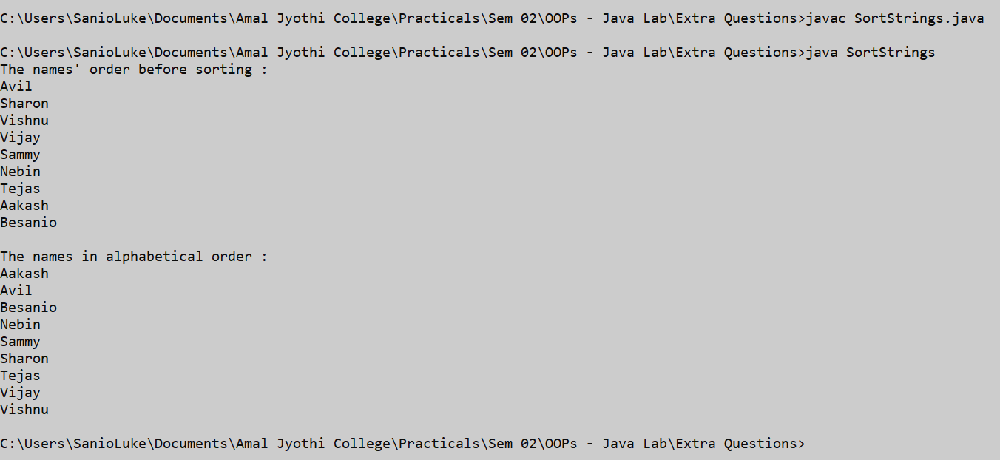 C:\Users\SanioLuke\Documents\Amal Jyothi College\Practicals\Sem 02\OOPs - Java Lab\Extra Questions>javac SortStrings.java
C:\Users\SanioLuke\Documents\Amal Jyothi College\Practicals\Sem 02\OOPs - Java Lab\Extra Questions>java SortStrings
The names' order before sorting :
Avil
Sharon
Vishnu
Vijay
Sammy
Nebin
Tejas
Aakash
Besanio
The names in alphabetical order :
Aakash
Avil
Besanio
Nebin
Sammy
Sharon
Tejas
Vijay
Vishnu
C:\Users\SanioLuke\Documents\Amal Jyothi College\Practicals\Sem 02\OOPs - Java Lab\Extra Questions>